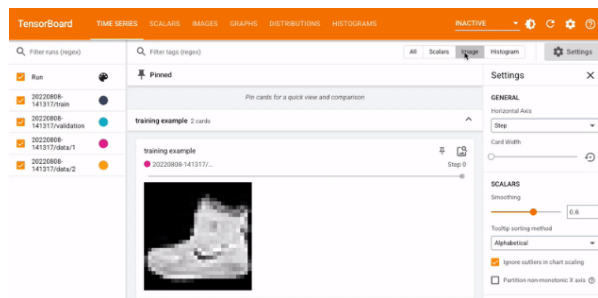 TensorBoard TIME SERIES SCALARS IMAGES GRAPHS DISTRIBUTIONS HISTOGRAMS INACTIVE
Filter runs (regex)
Filter tags (regex)
All Scalars Image Histogram
Settings
Run
20220808-
141317/train
20220808-
141317/validation
20220808-
141317/data/1
20220808-
141317/data/2
Pinned
Pin cards for a quick view and comparison
training example 2 cards
training example
20220808-141317/...
Step 0
Settings
GENERAL
Horizontal Axis
Step
Card Width
SCALARS
Smoothing
0.6
Tooltip sorting method
Alphabetical
Ignore outliers in chart scaling
Partition non-monotonic X axis